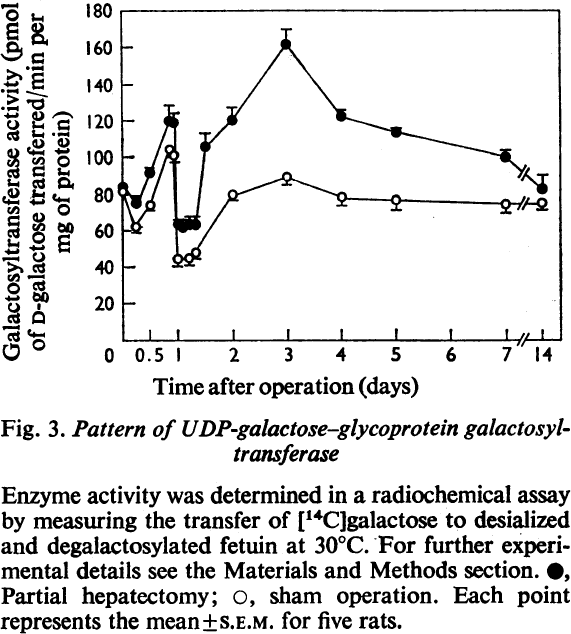 Galactosyltransferase activity (pmol
of D-galactose transferred/min per
mg of protein)
180
160
140
120
100
80
60
40
20
0 0.5 1 2 3 4 5 6 7 14
Time after operation (days)
Fig. 3. Pattern of UDP-galactose–glycoprotein galactosyl-
transferase
Enzyme activity was determined in a radiochemical assay
by measuring the transfer of [¹⁴C]galactose to desialized
and degalactosylated fetuin at 30°C. For further experi-
mental details see the Materials and Methods section. ●,
Partial hepatectomy; ○, sham operation. Each point
represents the mean±S.E.M. for five rats.